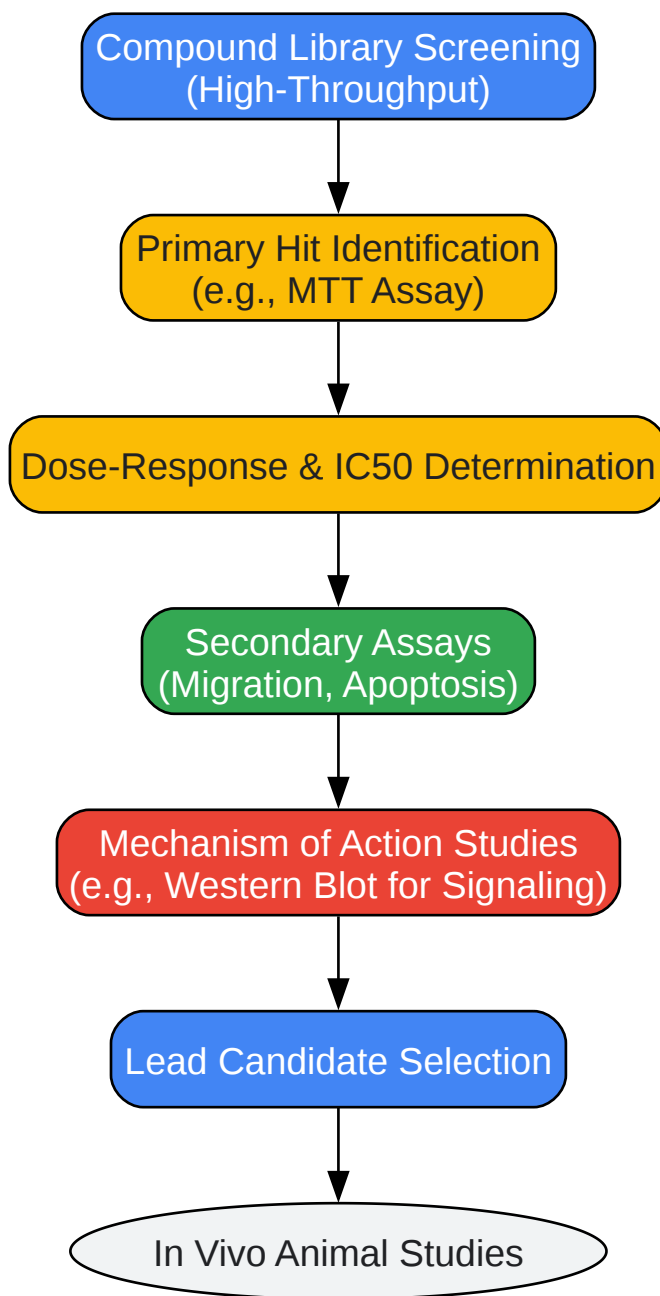 Compound Library Screening
(High-Throughput)
Primary Hit Identification
(e.g., MTT Assay)
Dose-Response & IC50 Determination
Secondary Assays
(Migration, Apoptosis)
Mechanism of Action Studies
(e.g., Western Blot for Signaling)
Lead Candidate Selection
In Vivo Animal Studies